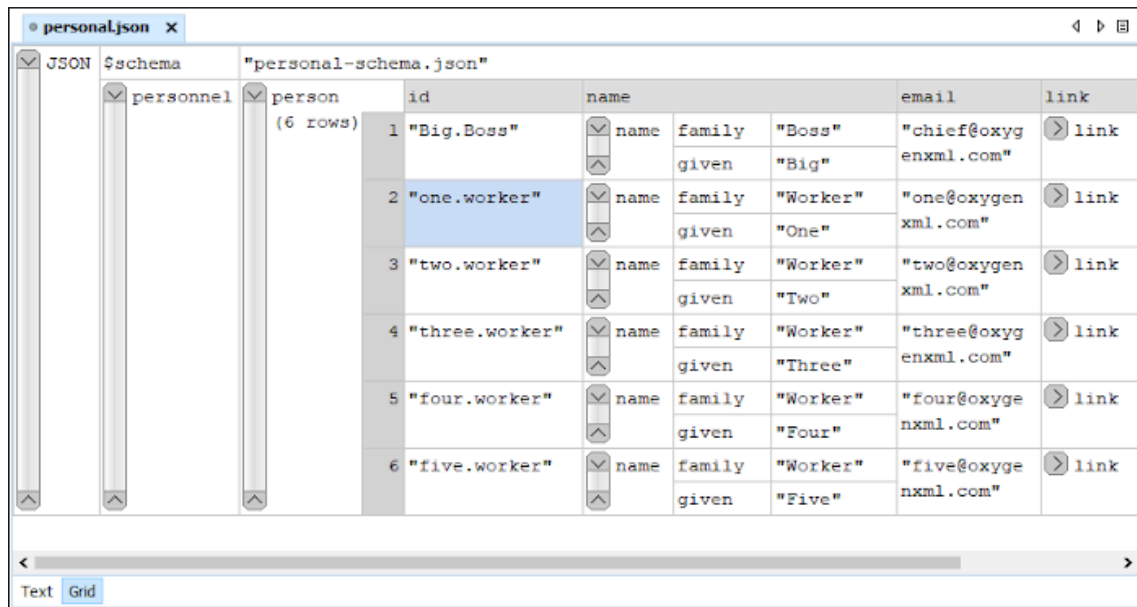 personal.json x
JSON $schema "personal-schema.json"
personnel person id name email link
(6 rows)
1 "Big.Boss" name family "Boss" "chief@oxyg link
given "Big" enxml.com"
2 "one.worker" name family "Worker" "one@oxygen link
given "One" xml.com"
3 "two.worker" name family "Worker" "two@oxygen link
given "Two" xml.com"
4 "three.worker" name family "Worker" "three@oxyg link
given "Three" enxml.com"
5 "four.worker" name family "Worker" "four@oxyge link
given "Four" nxml.com"
6 "five.worker" name family "Worker" "five@oxyge link
given "Five" nxml.com"
Text Grid